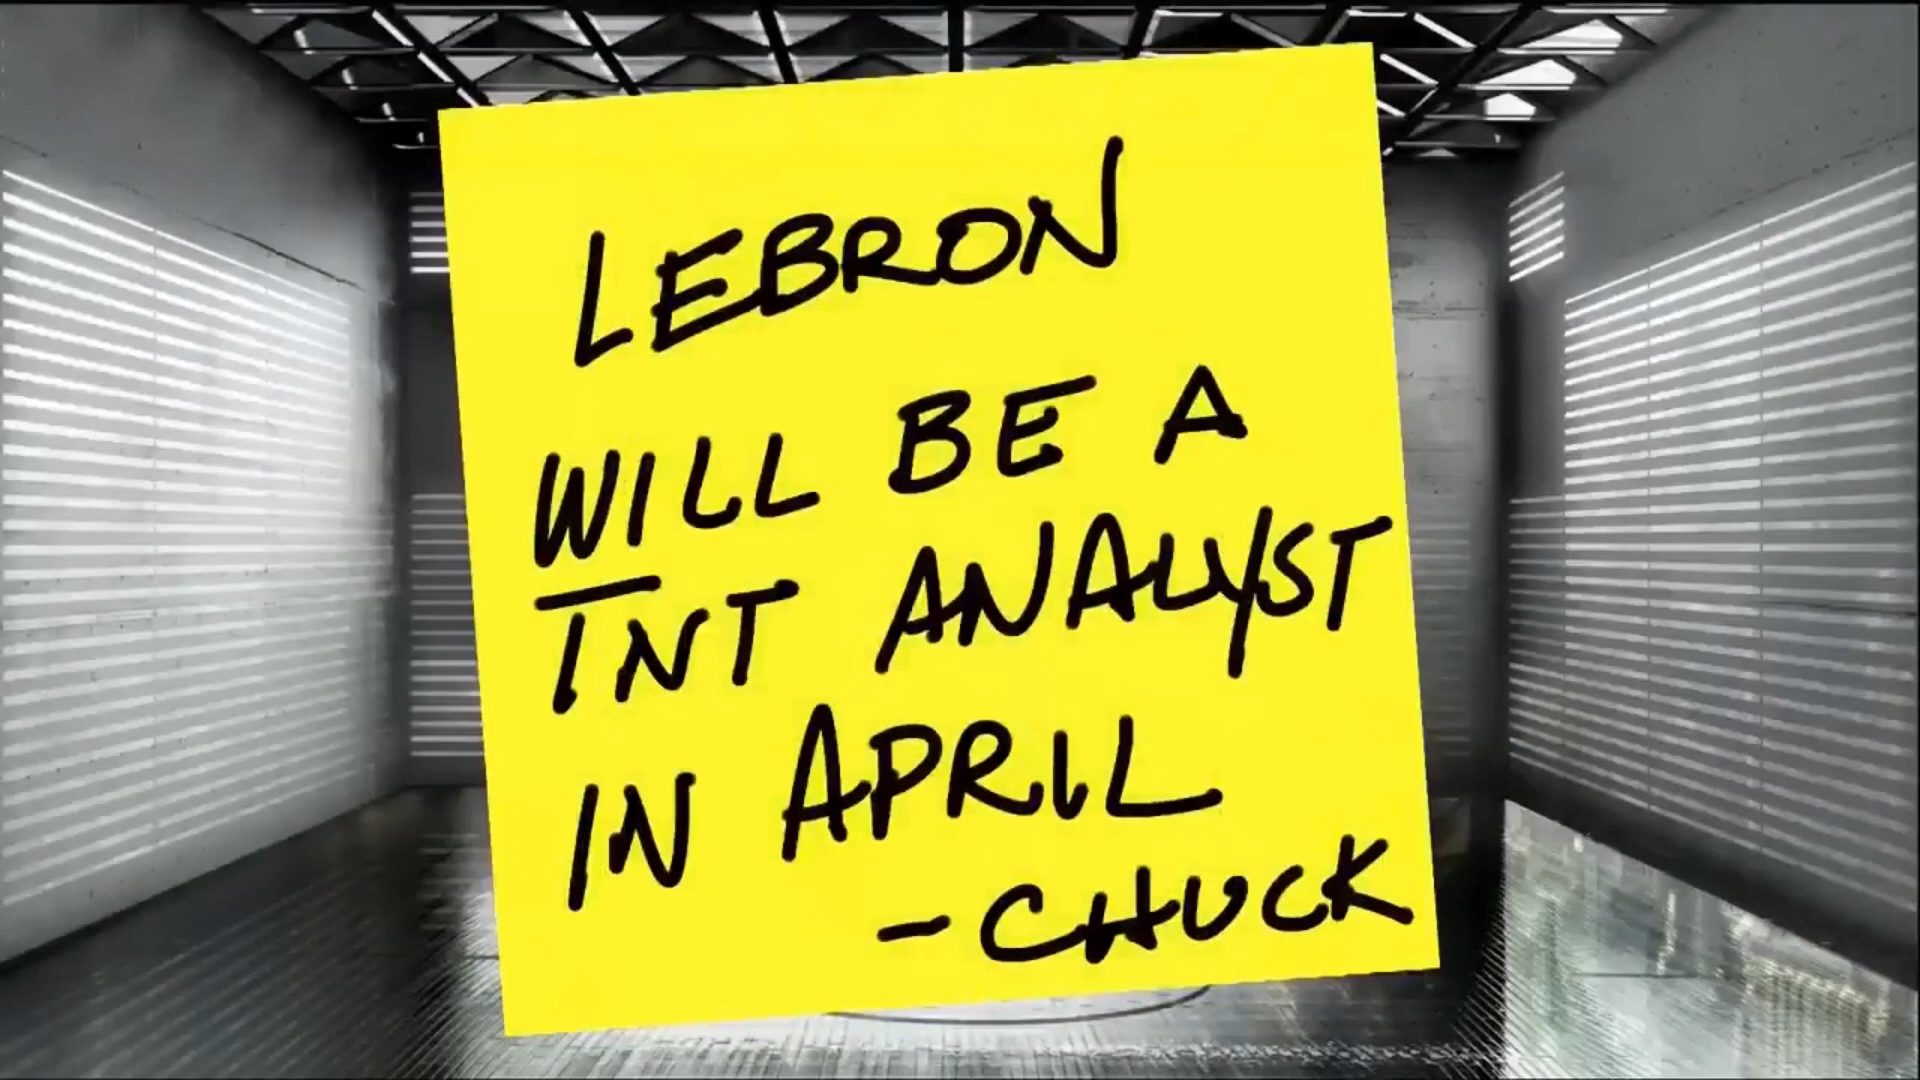 LEBRON
WILL BE A
TNT ANALYST
IN APRIL
- CHUCK